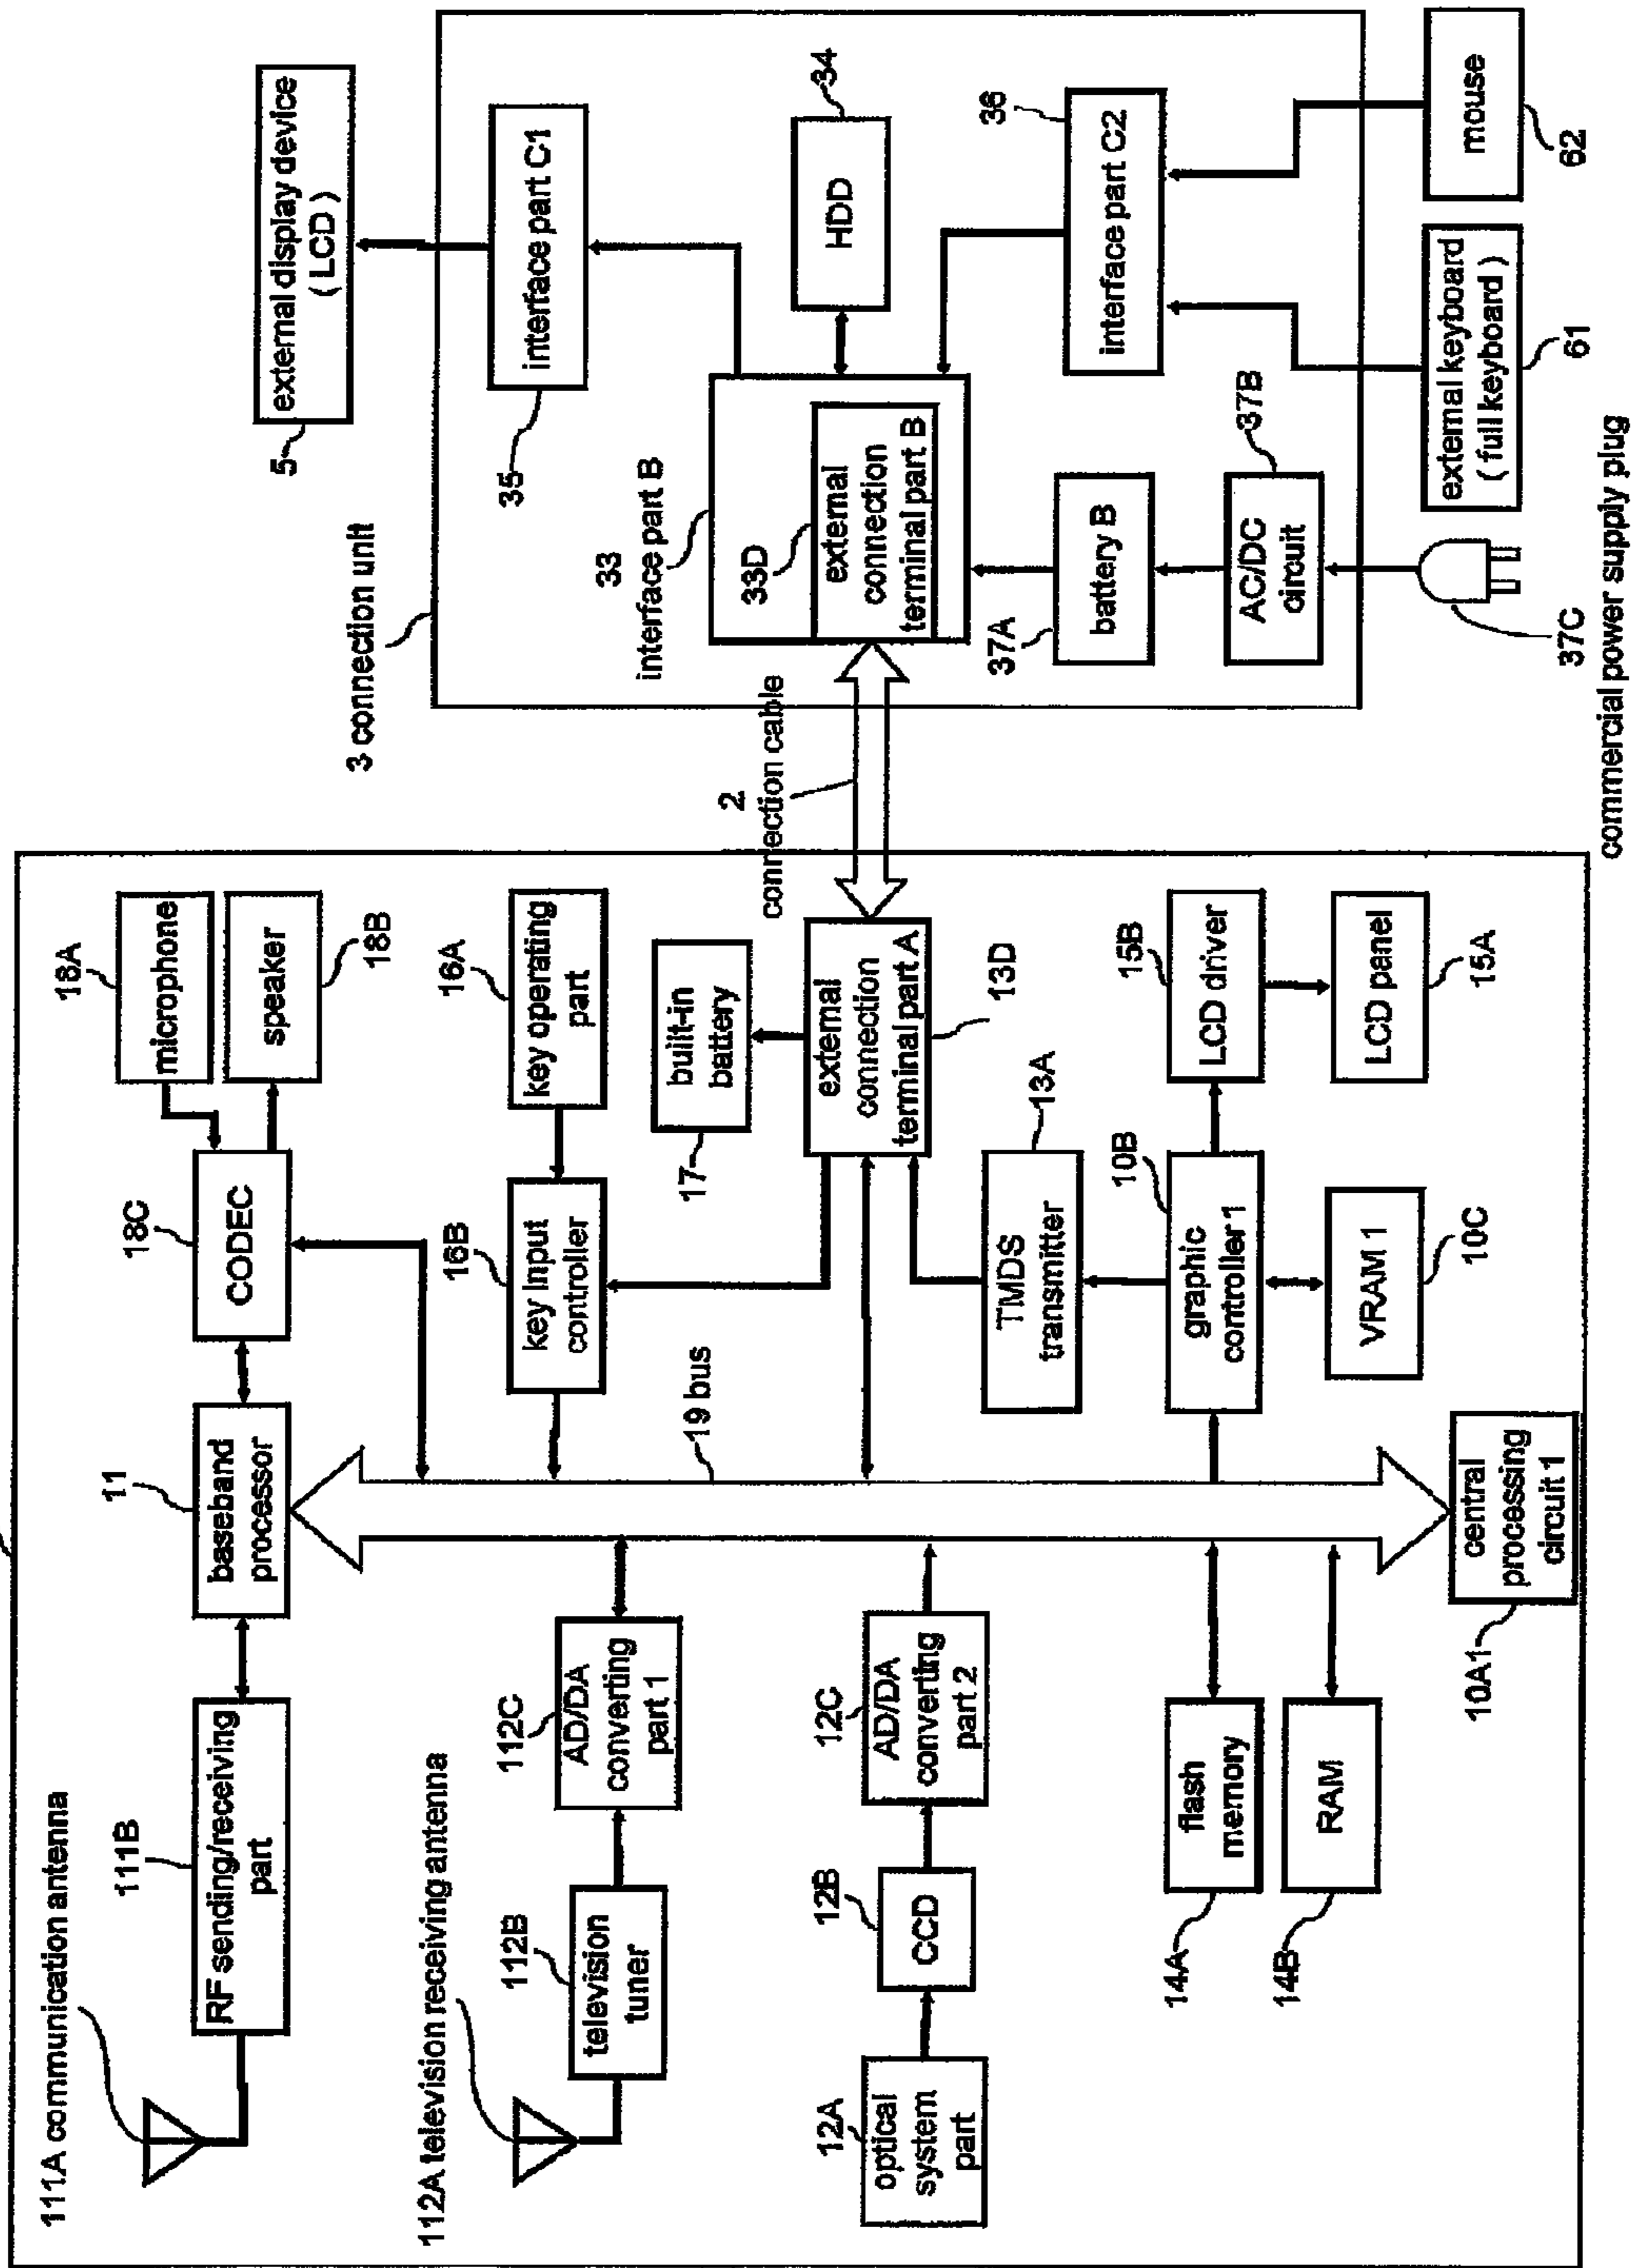 111A communication antenna
111B
RF sending/receiving
part
11
baseband
processor
18C
CODEC
18A
microphone
speaker
18B
112A television receiving antenna
112B
television
tuner
112C
AD/DA
converting
part 1
16B
key input
controller
16A
key operating
part
19 bus
17
built-in
battery
12A
optical
system
part
12B
CCD
12C
AD/DA
converting
part 2
external
connection
terminal part A
13D
TMDS
transmitter
13A
14A
flash
memory
14B
RAM
10B
graphic
controller1
VRAM 1
10C
15B
LCD driver
LCD panel
15A
10A1
central
processing
circuit 1
2
connection cable
3 connection unit
5
external display device
( LCD )
35
interface part C1
33
interface part B
33D
external
connection
terminal part B
HDD
34
36
interface part C2
37A
battery B
37B
AC/DC
circuit
37C
commercial power supply plug
external keyboard
( full keyboard )
61
mouse
62